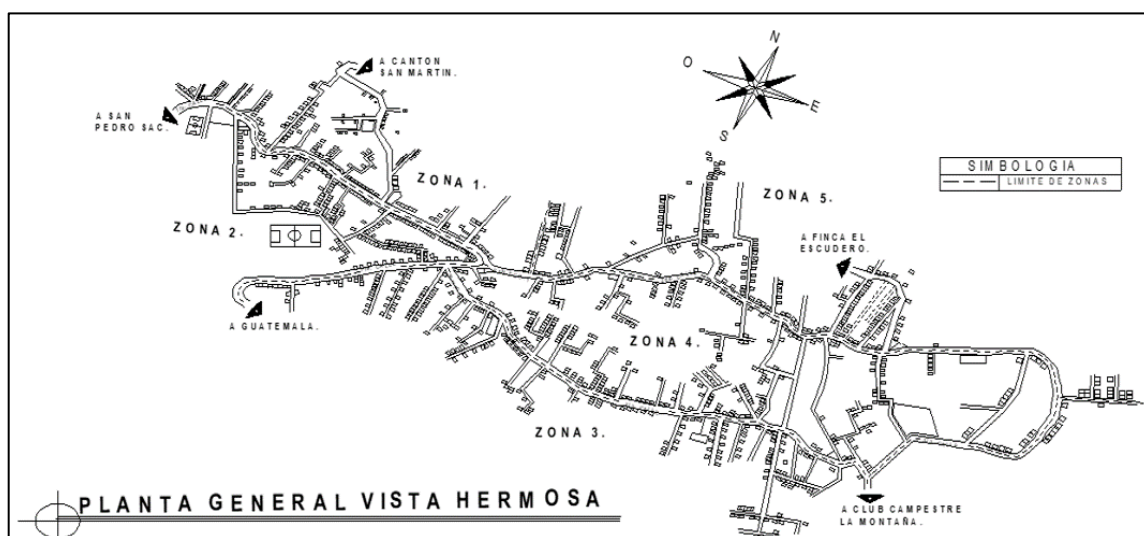 N
A CANTON
SAN MARTIN.
O
E
A SAN
PEDRO SAC.
S
SIMBOLOGIA
LIMITE DE ZONAS
ZONA 1.
ZONA 5.
ZONA 2.
A FINCA EL
ESCUDERO.
A GUATEMALA.
ZONA 4.
ZONA 3.
PLANTA GENERAL VISTA HERMOSA
A CLUB CAMPESTRE
LA MONTAÑA.